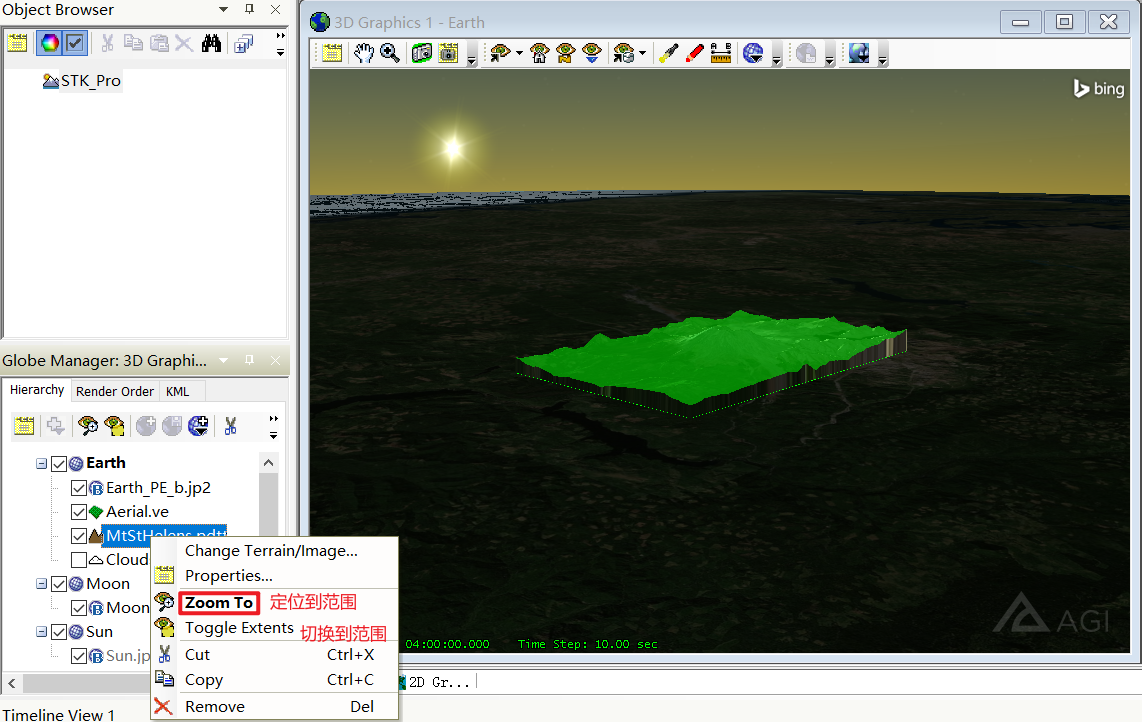 Object Browser
STK_Pro
3D Graphics 1 - Earth
bing
Globe Manager: 3D Graphi...
Hierarchy Render Order KML
Earth
Earth_PE_b.jp2
Aerial.ve
MtStHelens.pdtt
Cloud
Moon
Moon
Sun
Sun.jp
Change Terrain/Image...
Properties...
Zoom To 定位到范围
Toggle Extents 切换到范围
Cut Ctrl+X
Copy Ctrl+C
Remove Del
04:00:00.000 Time Step: 10.00 sec
AGI
2D Gr...
Timeline View 1